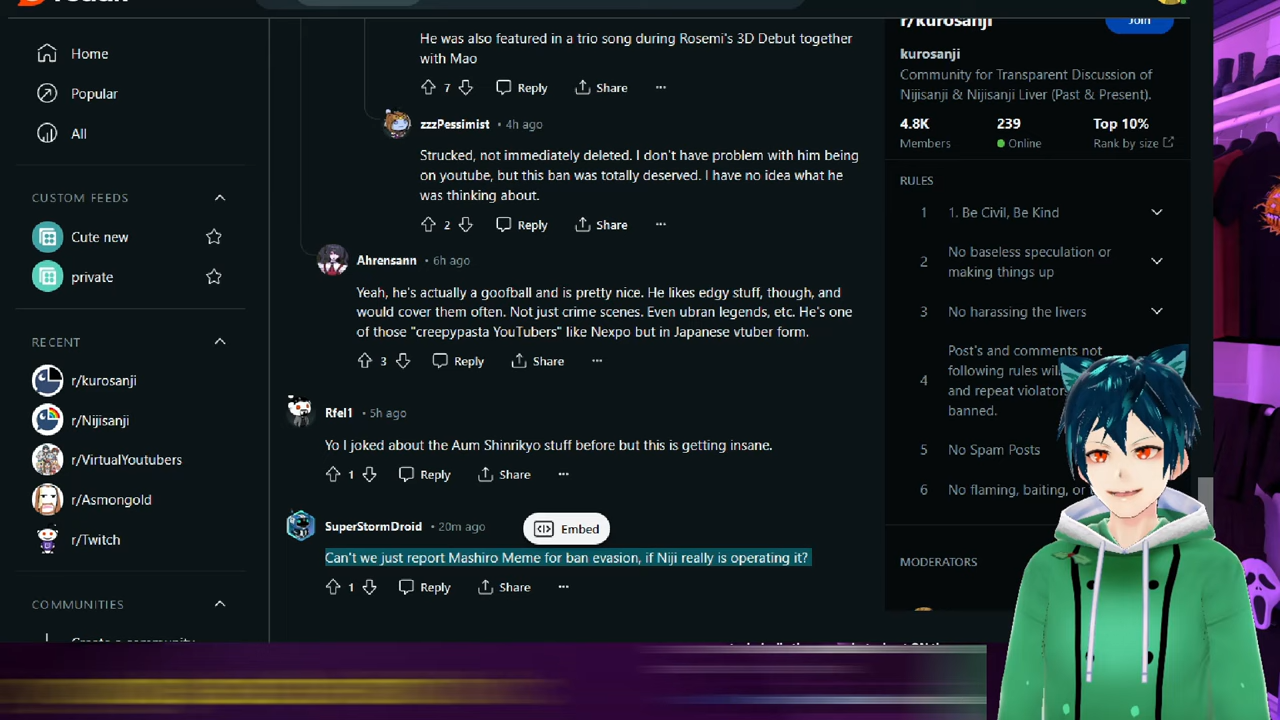 r/kurosanji
Join
He was also featured in a trio song during Rosemi's 3D Debut together
with Mao
7 Reply Share ...
Home
Popular
All
CUSTOM FEEDS
Cute new
private
RECENT
r/kurosanji
r/Nijisanji
r/VirtualYoutubers
r/Asmongold
r/Twitch
COMMUNITIES
zzzPessimist • 4h ago
Strucked, not immediately deleted. I don't have problem with him being
on youtube, but this ban was totally deserved. I have no idea what he
was thinking about.
2 Reply Share ...
Ahrensann • 6h ago
Yeah, he's actually a goofball and is pretty nice. He likes edgy stuff, though, and
would cover them often. Not just crime scenes. Even ubran legends, etc. He's one
of those "creepypasta YouTubers" like Nexpo but in Japanese vtuber form.
3 Reply Share ...
Rfel1 • 5h ago
Yo I joked about the Aum Shinrikyo stuff before but this is getting insane.
1 Reply Share ...
SuperStormDroid • 20m ago
Embed
Can't we just report Mashiro Meme for ban evasion, if Niji really is operating it?
1 Reply Share ...
kurosanji
Community for Transparent Discussion of
Nijisanji & Nijisanji Liver (Past & Present).
4.8K 239 Top 10%
Members Online Rank by size
RULES
1 1. Be Civil, Be Kind
2 No baseless speculation or
making things up
3 No harassing the livers
4 Post's and comments not
following rules
and repeat
banned.
5 No Spam Posts
6 No flaming, baiting, or
MODERATORS